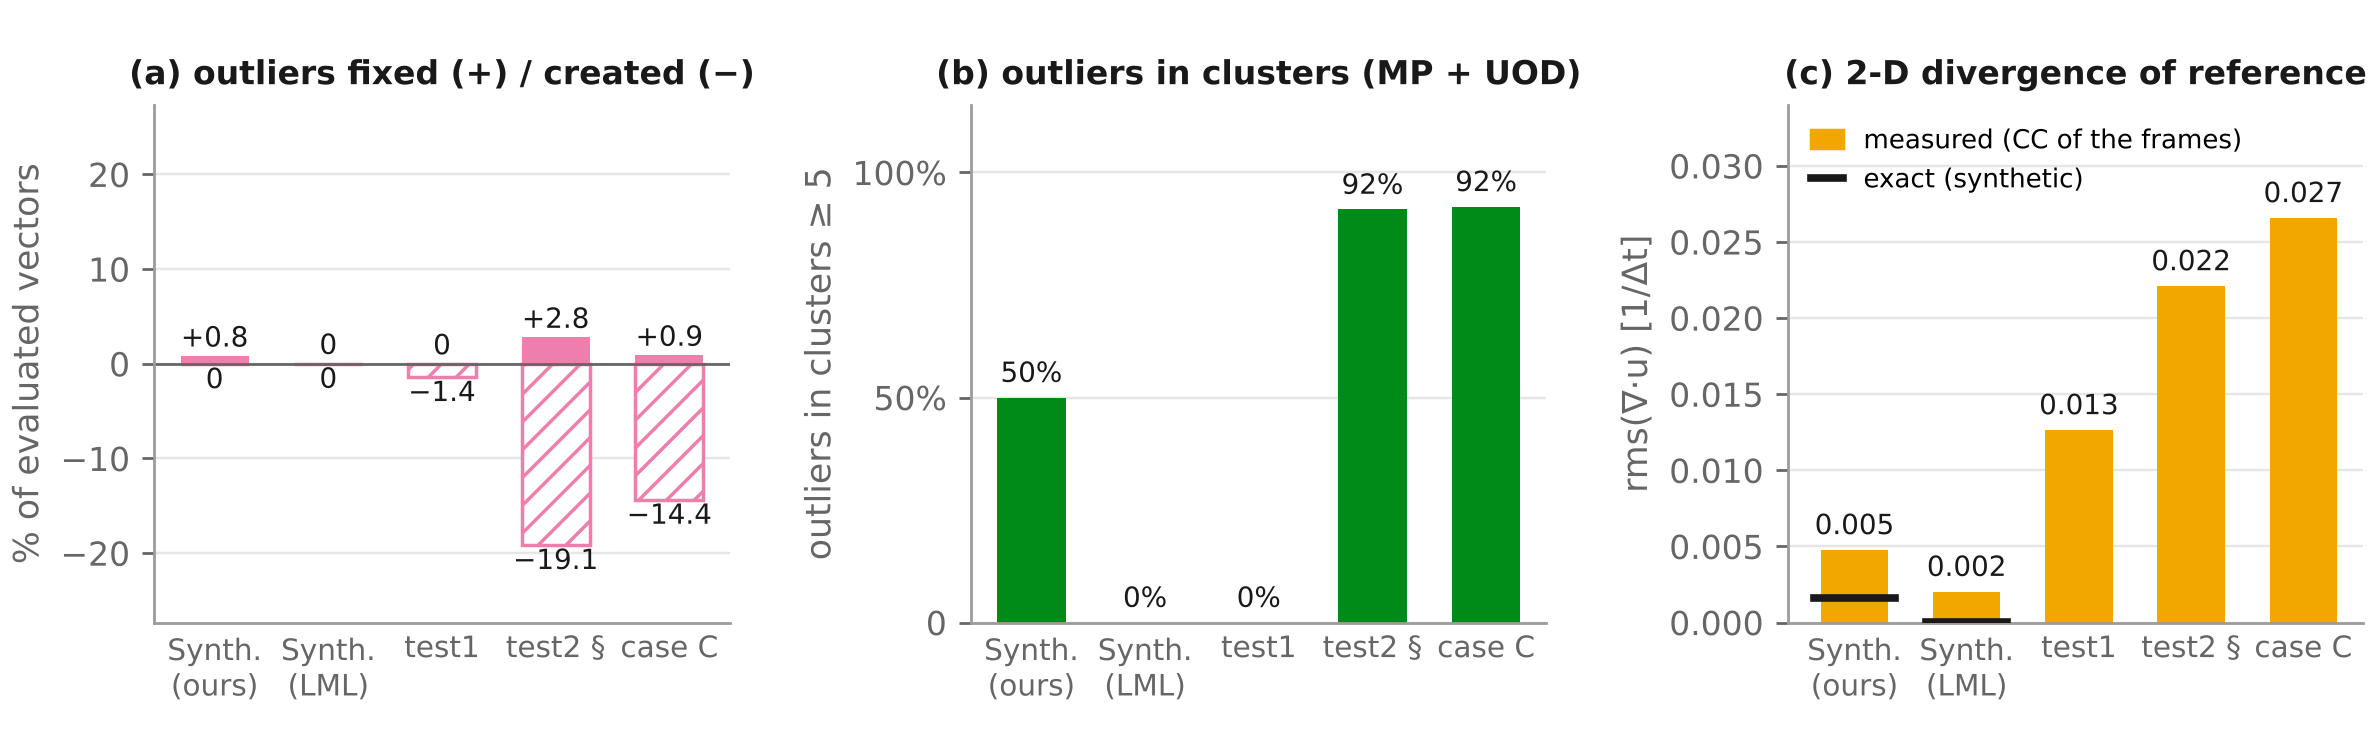 (a) outliers fixed (+) / created (−)
% of evaluated vectors
20
10
0
−10
−20
+0.8
0
0
0
0
−1.4
+2.8
−19.1
+0.9
−14.4
Synth.
(ours)
Synth.
(LML)
test1
test2 §
case C
(b) outliers in clusters (MP + UOD)
outliers in clusters ≥ 5
100%
50%
0
50%
0%
0%
92%
92%
Synth.
(ours)
Synth.
(LML)
test1
test2 §
case C
(c) 2-D divergence of reference
rms(∇·u) [1/Δt]
measured (CC of the frames)
exact (synthetic)
0.030
0.025
0.020
0.015
0.010
0.005
0.000
0.005
0.002
0.013
0.022
0.027
Synth.
(ours)
Synth.
(LML)
test1
test2 §
case C